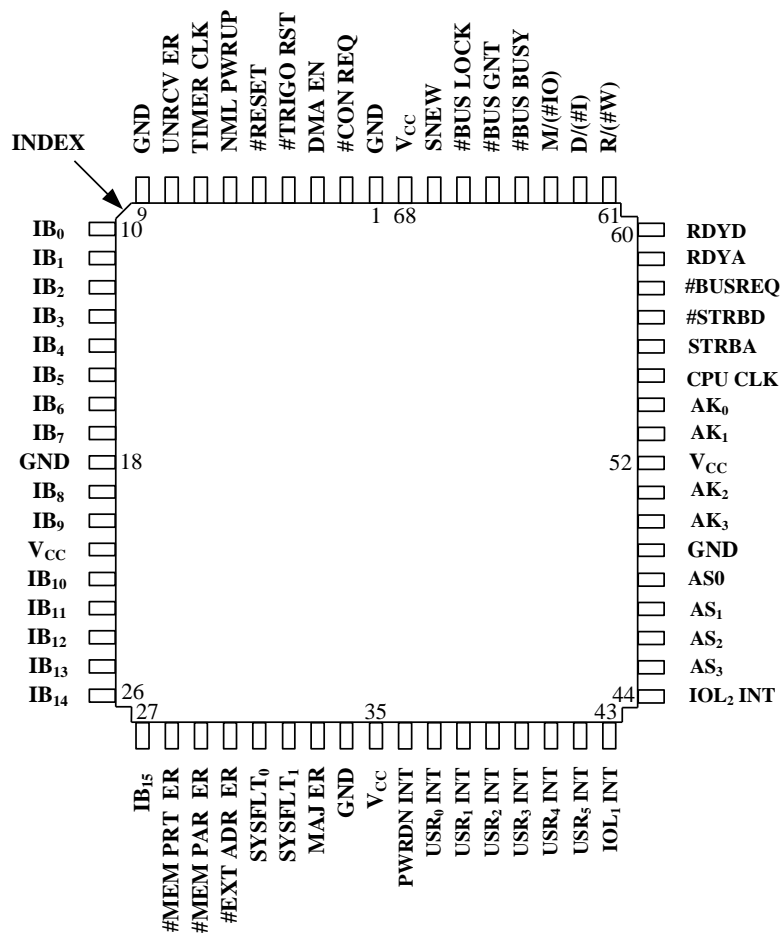 GND
UNRCV ER
TIMER CLK
NML PWRUP
#RESET
#TRIGO RST
DMA EN
#CON REQ
GND
VCC
SNEW
#BUS LOCK
#BUS GNT
#BUS BUSY
M/(#IO)
D/(#I)
R/(#W)
INDEX
9
1
68
61
10
60
IB0
IB1
IB2
IB3
IB4
IB5
IB6
IB7
GND
18
IB8
IB9
VCC
IB10
IB11
IB12
IB13
IB14
26
RDYD
RDYA
#BUSREQ
#STRBD
STRBA
CPU CLK
AK0
AK1
52
VCC
AK2
AK3
GND
AS0
AS1
AS2
AS3
44
IOL2 INT
27
35
43
IB15
#MEM PRT ER
#MEM PAR ER
#EXT ADR ER
SYSFLT0
SYSFLT1
MAJ ER
GND
VCC
PWRDN INT
USR0 INT
USR1 INT
USR2 INT
USR3 INT
USR4 INT
USR5 INT
IOL1 INT